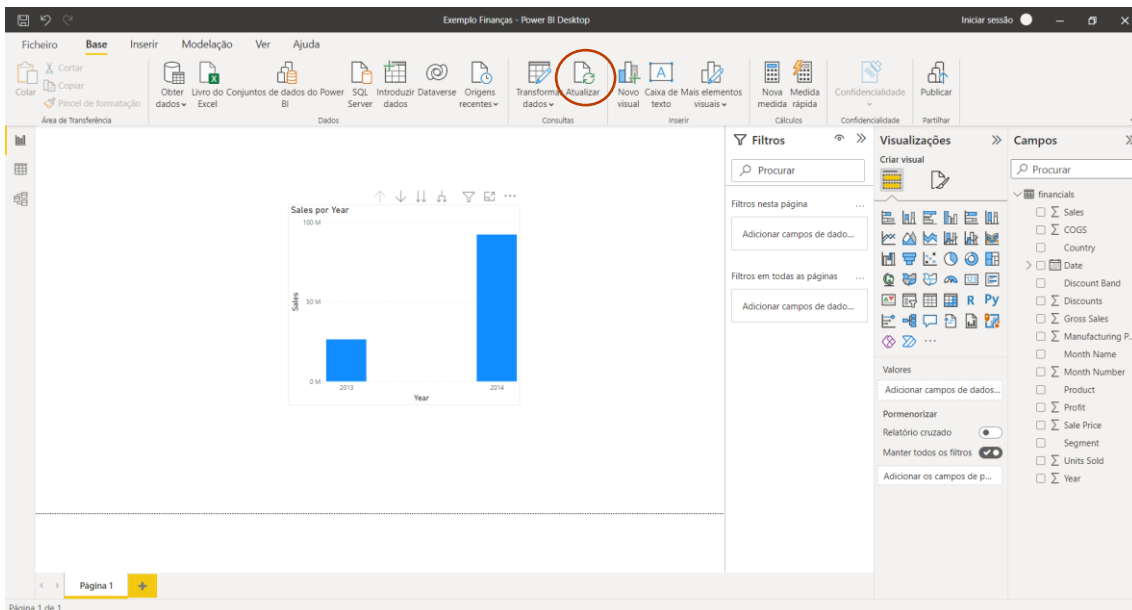 Exemplo Finanças - Power BI Desktop
Iniciar sessão
Ficheiro Base Inserir Modelação Ver Ajuda
Colar
Cortar
Copiar
Pincel de formatação
Área de Transferência
Obter dados
Livro do Excel
Conjuntos de dados do Power BI
SQL Server
Introduzir dados
Dataverse
Origens recentes
Dados
Transformar dados
Atualizar
Consultas
Novo visual
Caixa de texto
Mais elementos visuais
Inserir
Nova medida
Medida rápida
Cálculos
Confidencialidade
Confidencialidade
Publicar
Partilhar
Sales por Year
100 M
50 M
0 M
Sales
2013
2014
Year
Filtros
Procurar
Filtros nesta página
...
Adicionar campos de dado...
Filtros em todas as páginas
...
Adicionar campos de dado...
Visualizações
Criar visual
R Py
...
Valores
Adicionar campos de dados...
Pormenorizar
Relatório cruzado
Manter todos os filtros
Adicionar os campos de p...
Campos
Procurar
financials
Sales
COGS
Country
Date
Discount Band
Discounts
Gross Sales
Manufacturing P..
Month Name
Month Number
Product
Profit
Sale Price
Segment
Units Sold
Year
Página 1
Página 1 de 1